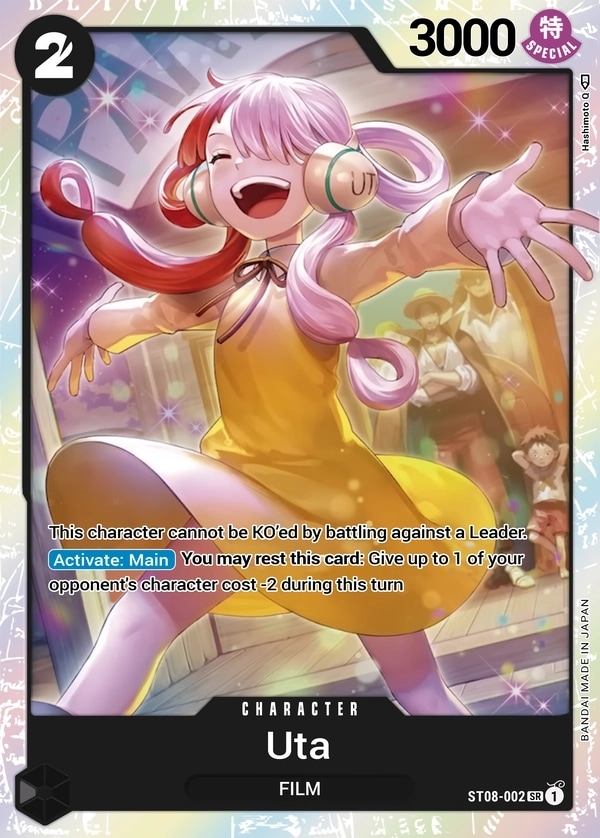 2
3000
特
SPECIAL
Hashimoto Q
UT
This character cannot be KO'ed by battling against a Leader.
Activate: Main You may rest this card: Give up to 1 of your
opponent's character cost -2 during this turn
BANDAI MADE IN JAPAN
CHARACTER
Uta
FILM
ST08-002 SR 1